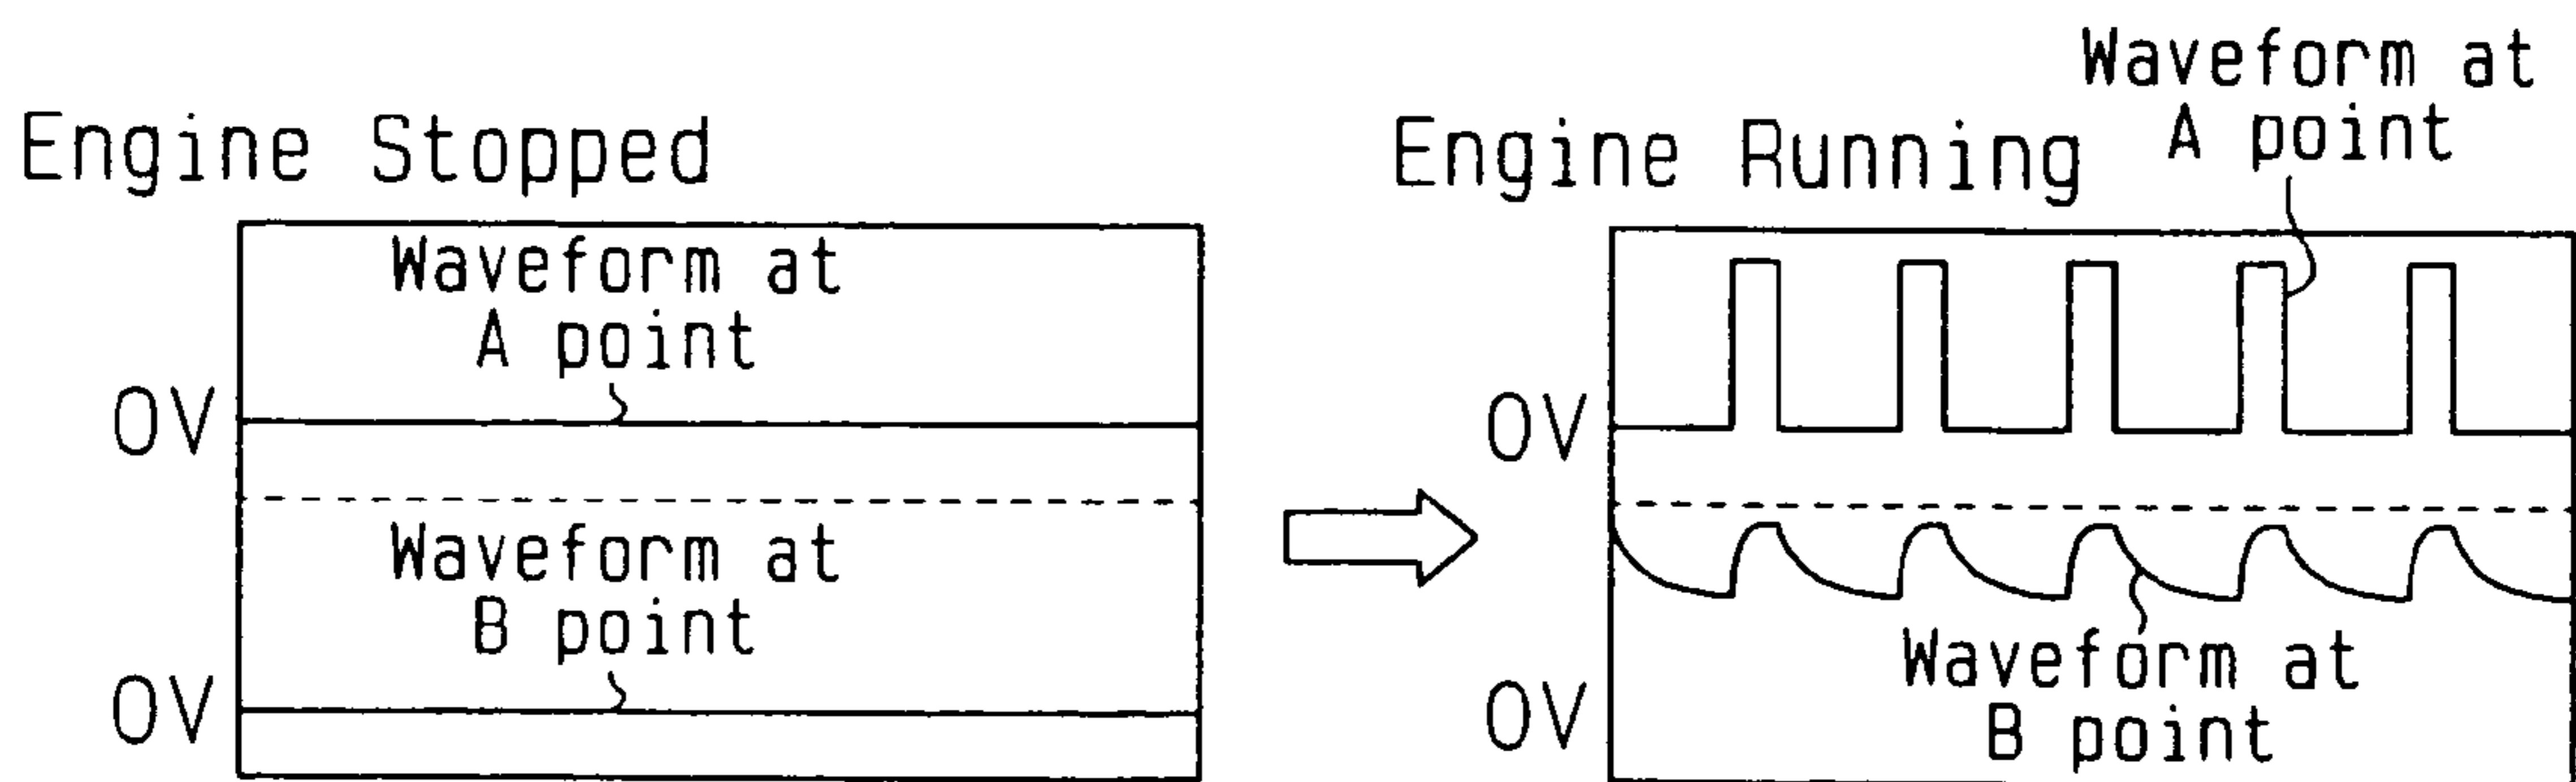 Engine Stopped
Waveform at
A point
0V
Waveform at
B point
0V
Engine Running
Waveform at
A point
0V
Waveform at
B point
0V